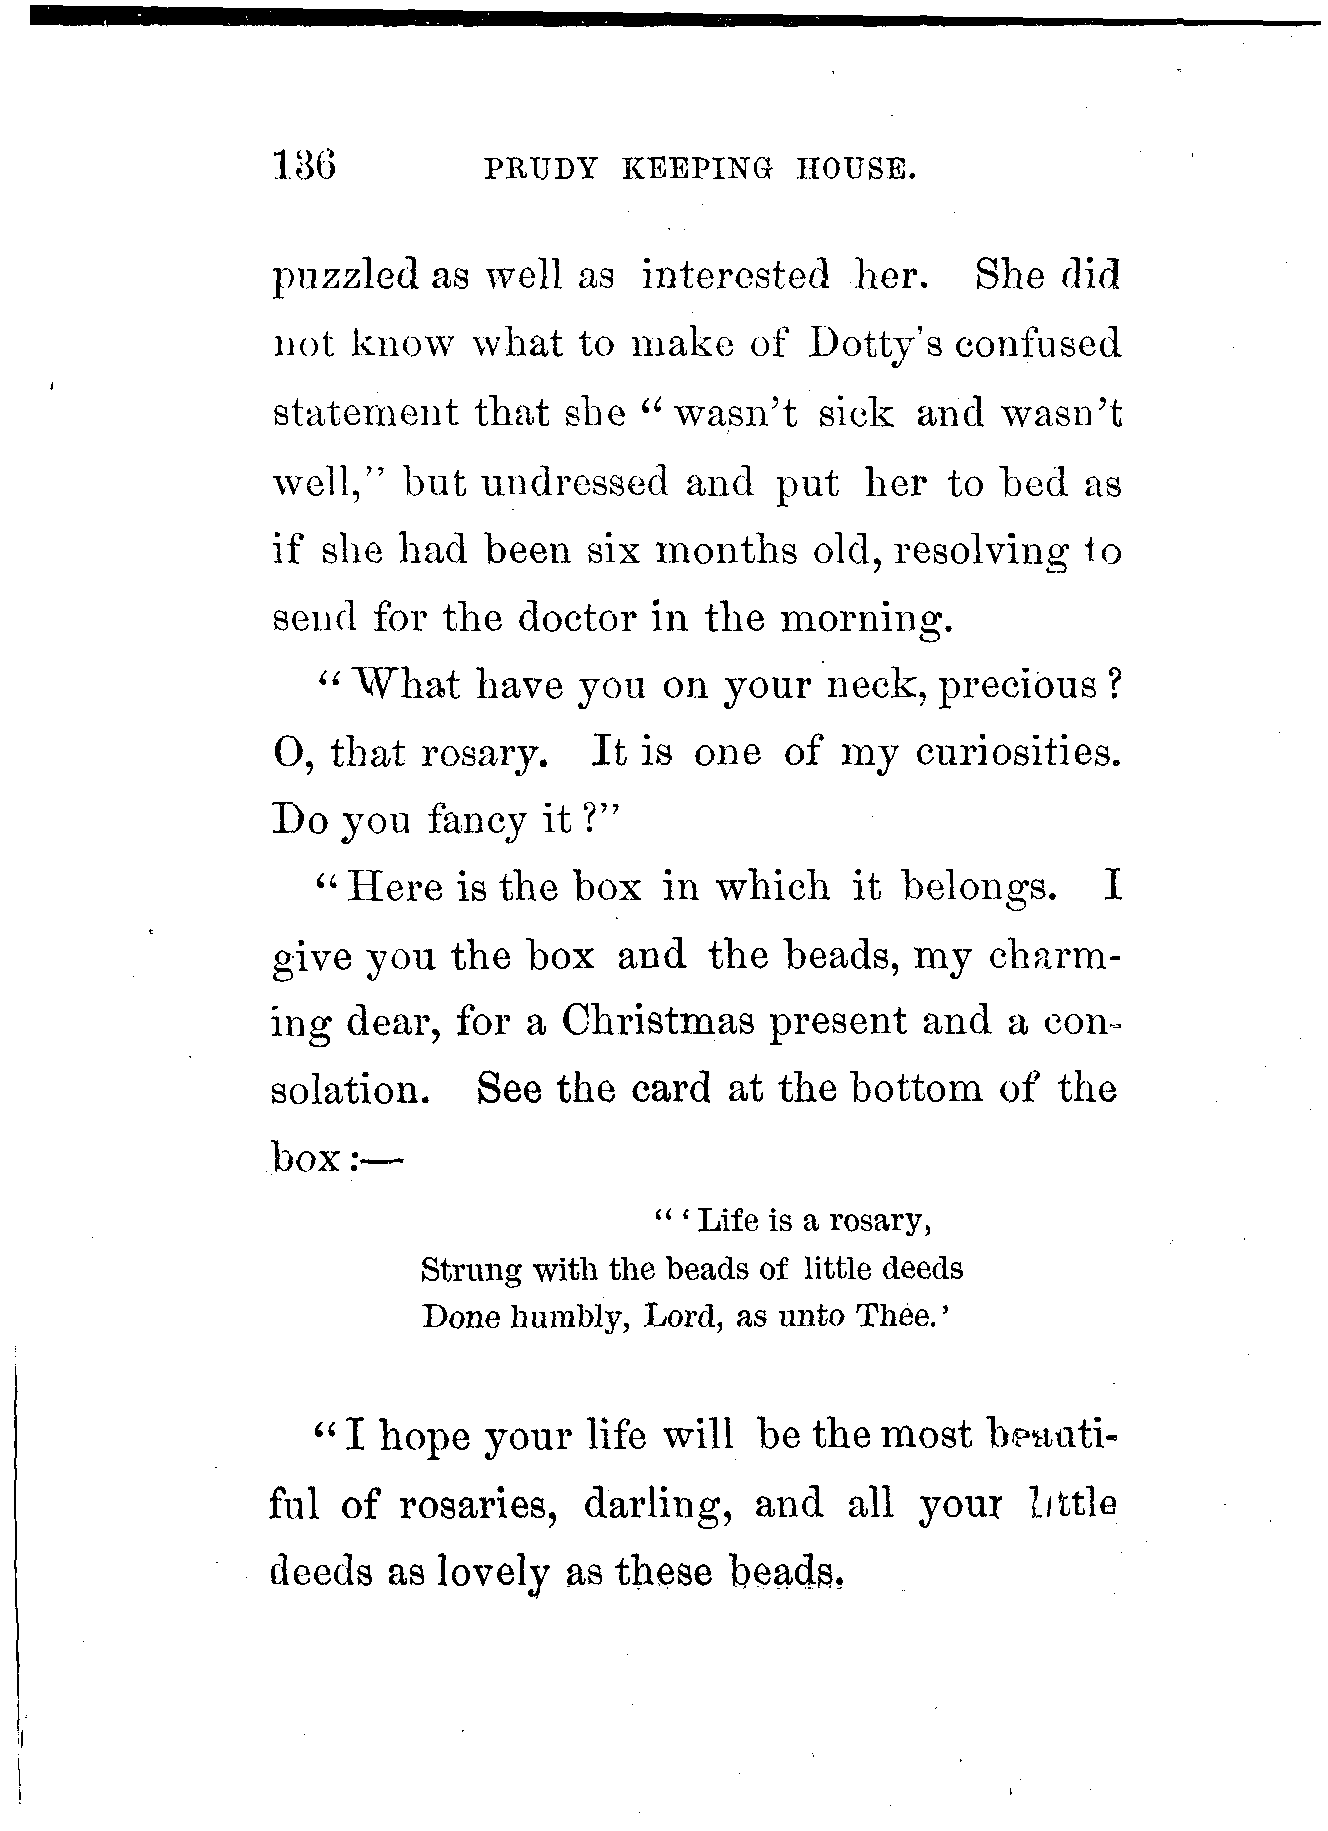 136 PRUDY KEEPING HOUSE.
puzzled as well as interested her. She did
not know what to make of Dotty's confused
statement that she “wasn't sick and wasn't
well,” but undressed and put her to bed as
if she had been six months old, resolving to
send for the doctor in the morning.
“What have you on your neck, precious?
O, that rosary. It is one of my curiosities.
Do you fancy it?”
“Here is the box in which it belongs. I
give you the box and the beads, my charm-
ing dear, for a Christmas present and a con-
solation. See the card at the bottom of the
box:—
“‘Life is a rosary,
Strung with the beads of little deeds
Done humbly, Lord, as unto Thee.’
“I hope your life will be the most beauti-
ful of rosaries, darling, and all your little
deeds as lovely as these beads.